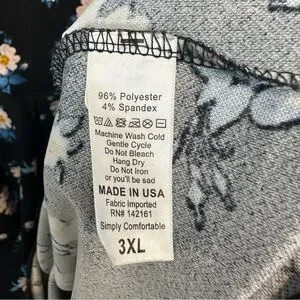 96% Polyester
4% Spandex
Machine Wash Cold
Gentle Cycle
Do Not Bleach
Hang Dry
Do Not Iron
or you'll be sad
MADE IN USA
Fabric Imported
RN# 142161
Simply Comfortable
3XL